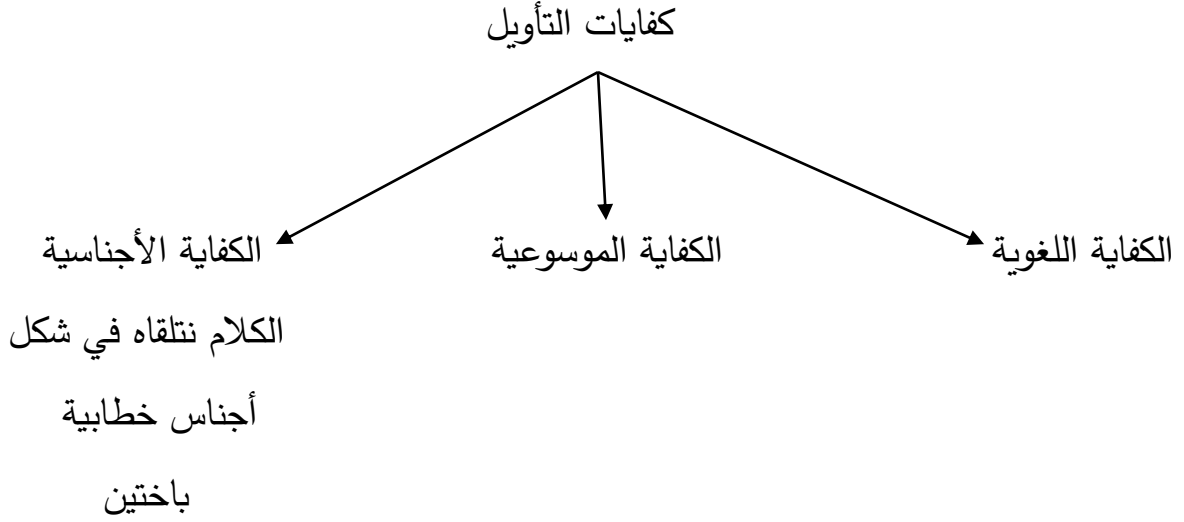 كفايات التأويل
الكفاية اللغوية
الكفاية الموسوعية
الكفاية الأجناسية
الكلام نتلقاه في شكل
أجناس خطابية
باختين